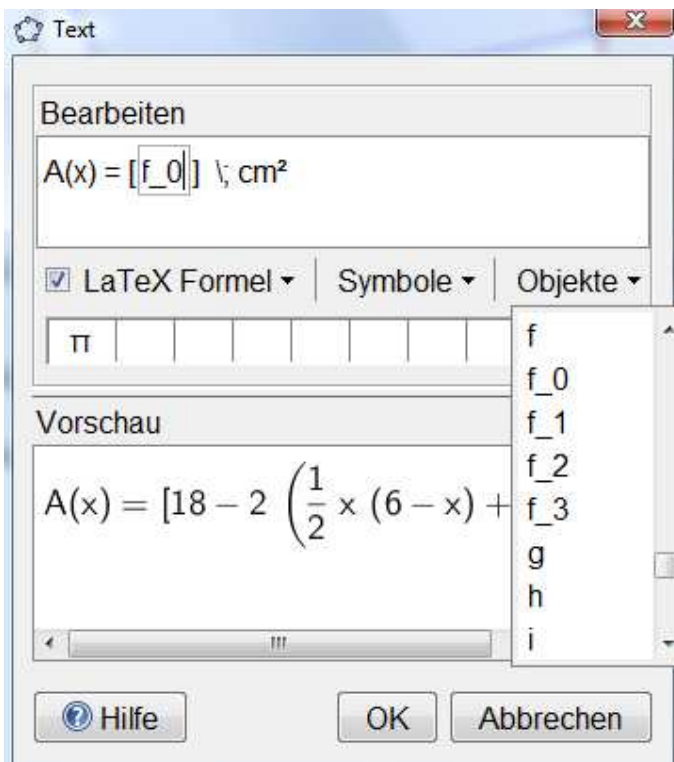 Text
Bearbeiten
A(x) = [f_0] \; cm²
LaTeX Formel Symbole Objekte
π
f
f_0
f_1
f_2
f_3
g
h
i
Vorschau
A(x) = [18 − 2 (1/2 x (6 − x) +
Hilfe OK Abbrechen